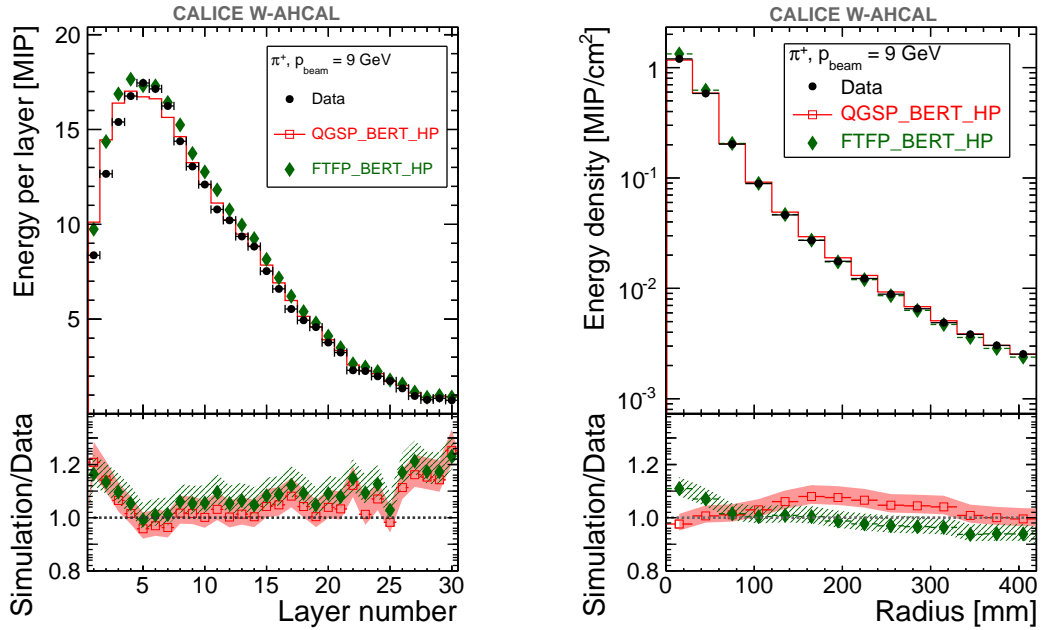 CALICE W-AHCAL
Energy per layer [MIP]
20
15
10
5
π+, pbeam = 9 GeV
Data
QGSP_BERT_HP
FTFP_BERT_HP
Simulation/Data
1.2
1.0
0.8
5 10 15 20 25 30
Layer number
CALICE W-AHCAL
Energy density [MIP/cm²]
1
10⁻¹
10⁻²
10⁻³
π+, pbeam = 9 GeV
Data
QGSP_BERT_HP
FTFP_BERT_HP
Simulation/Data
1.2
1.0
0.8
0 100 200 300 400
Radius [mm]